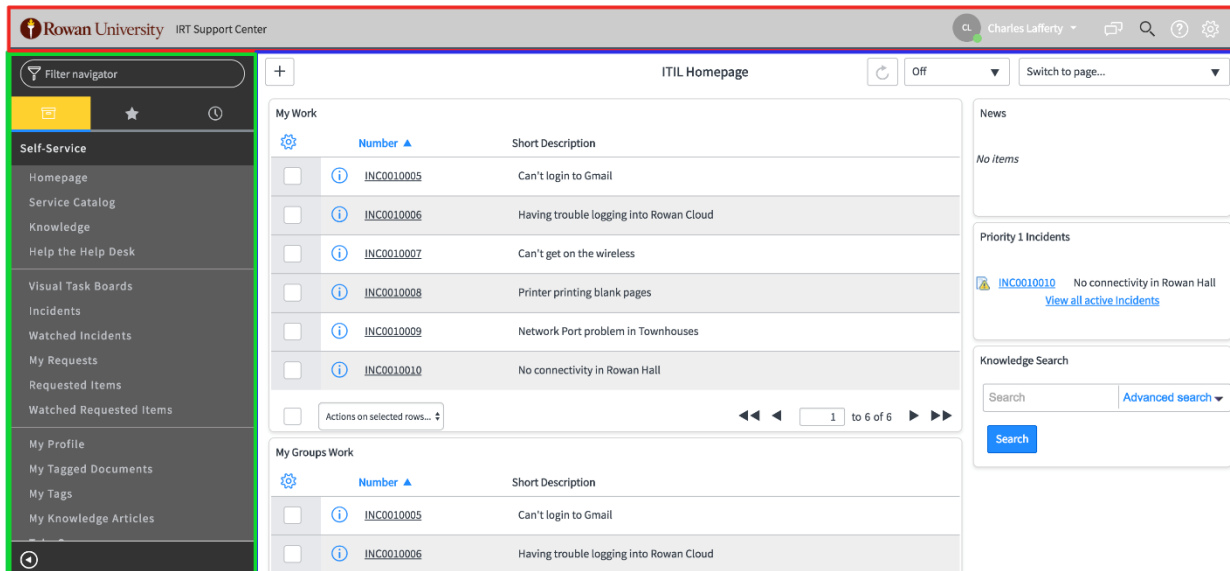 Rowan University IRT Support Center
CL Charles Lafferty
Filter navigator
Self-Service
Homepage
Service Catalog
Knowledge
Help the Help Desk
Visual Task Boards
Incidents
Watched Incidents
My Requests
Requested Items
Watched Requested Items
My Profile
My Tagged Documents
My Tags
My Knowledge Articles
ITIL Homepage Off Switch to page...
My Work
Number Short Description
INC0010005 Can't login to Gmail
INC0010006 Having trouble logging into Rowan Cloud
INC0010007 Can't get on the wireless
INC0010008 Printer printing blank pages
INC0010009 Network Port problem in Townhouses
INC0010010 No connectivity in Rowan Hall
Actions on selected rows... 1 to 6 of 6
My Groups Work
Number Short Description
INC0010005 Can't login to Gmail
INC0010006 Having trouble logging into Rowan Cloud
News
No items
Priority 1 Incidents
INC0010010 No connectivity in Rowan Hall
View all active Incidents
Knowledge Search
Search Advanced search
Search